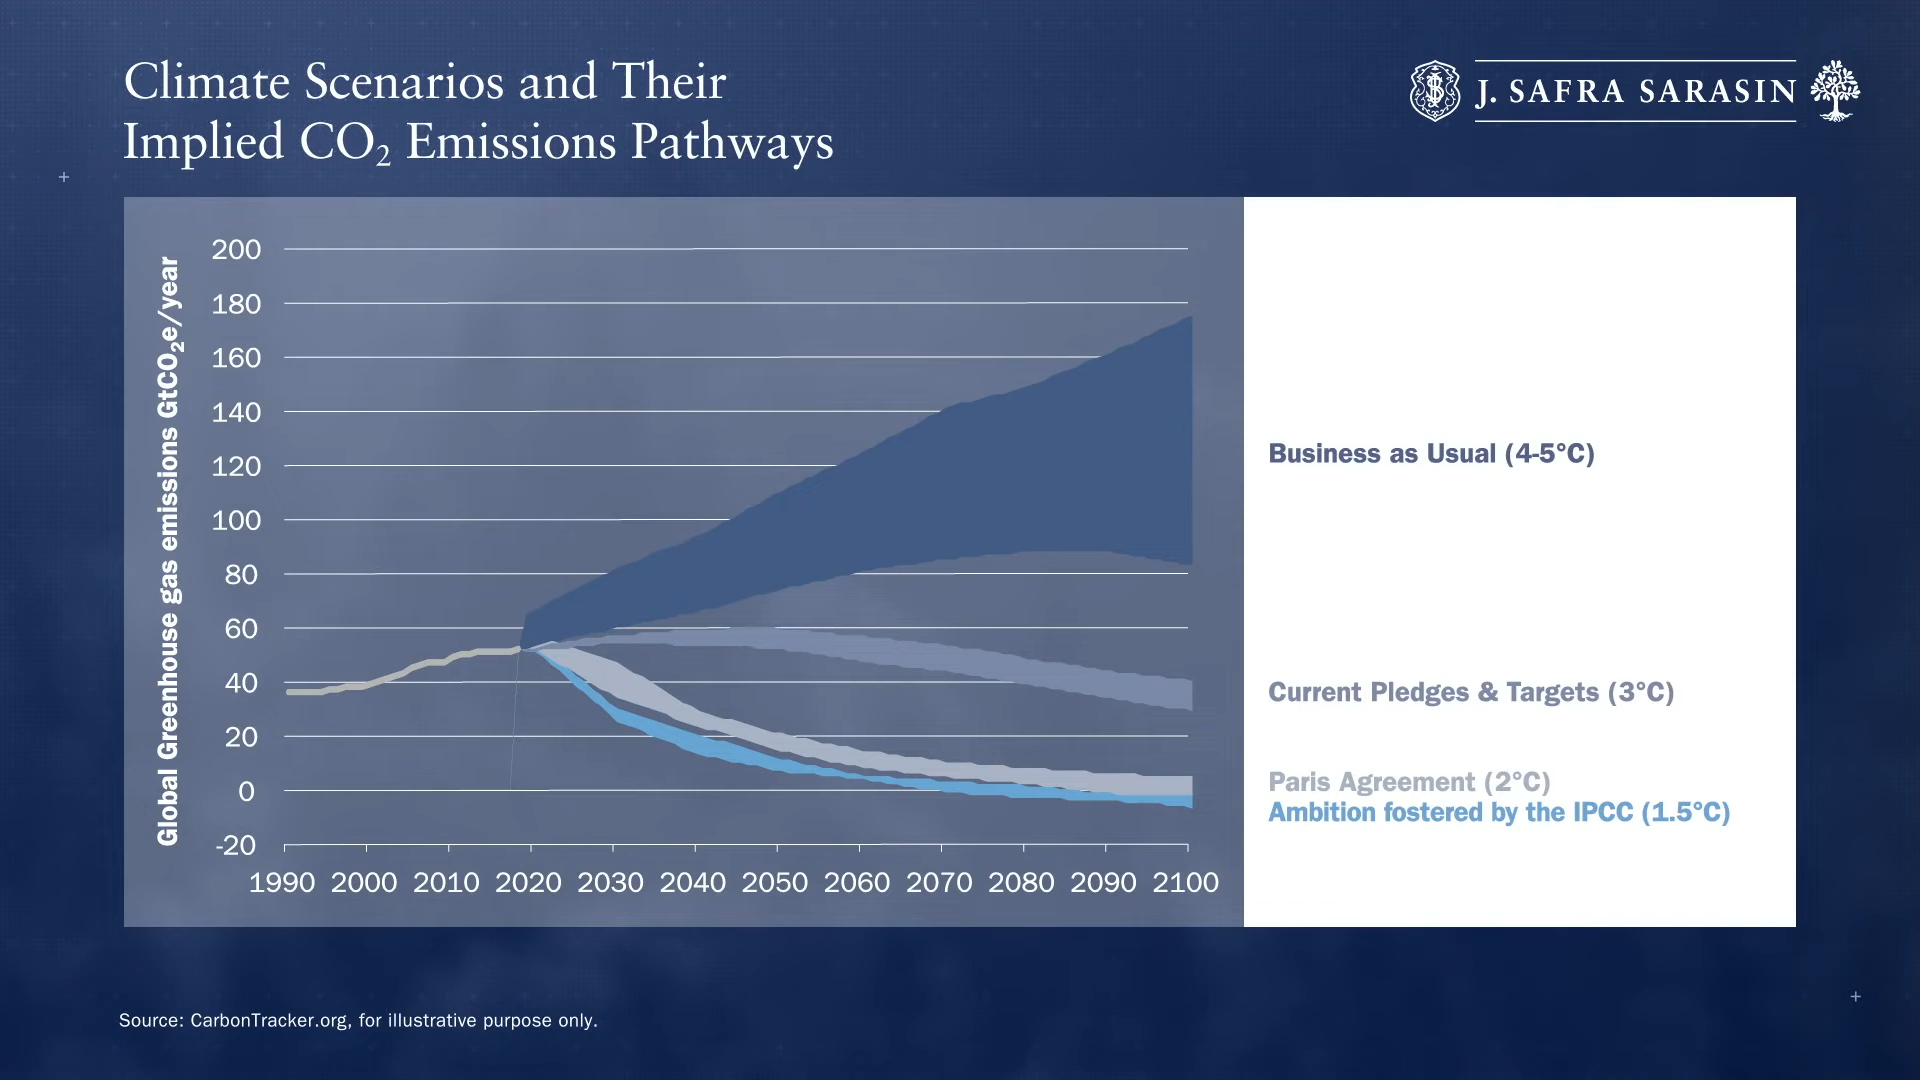 Climate Scenarios and Their
Implied CO₂ Emissions Pathways
J. SAFRA SARASIN
Global Greenhouse gas emissions GtCO₂e/year
200
180
160
140
120
100
80
60
40
20
0
-20
1990 2000 2010 2020 2030 2040 2050 2060 2070 2080 2090 2100
Business as Usual (4-5°C)
Current Pledges & Targets (3°C)
Paris Agreement (2°C)
Ambition fostered by the IPCC (1.5°C)
Source: CarbonTracker.org, for illustrative purpose only.